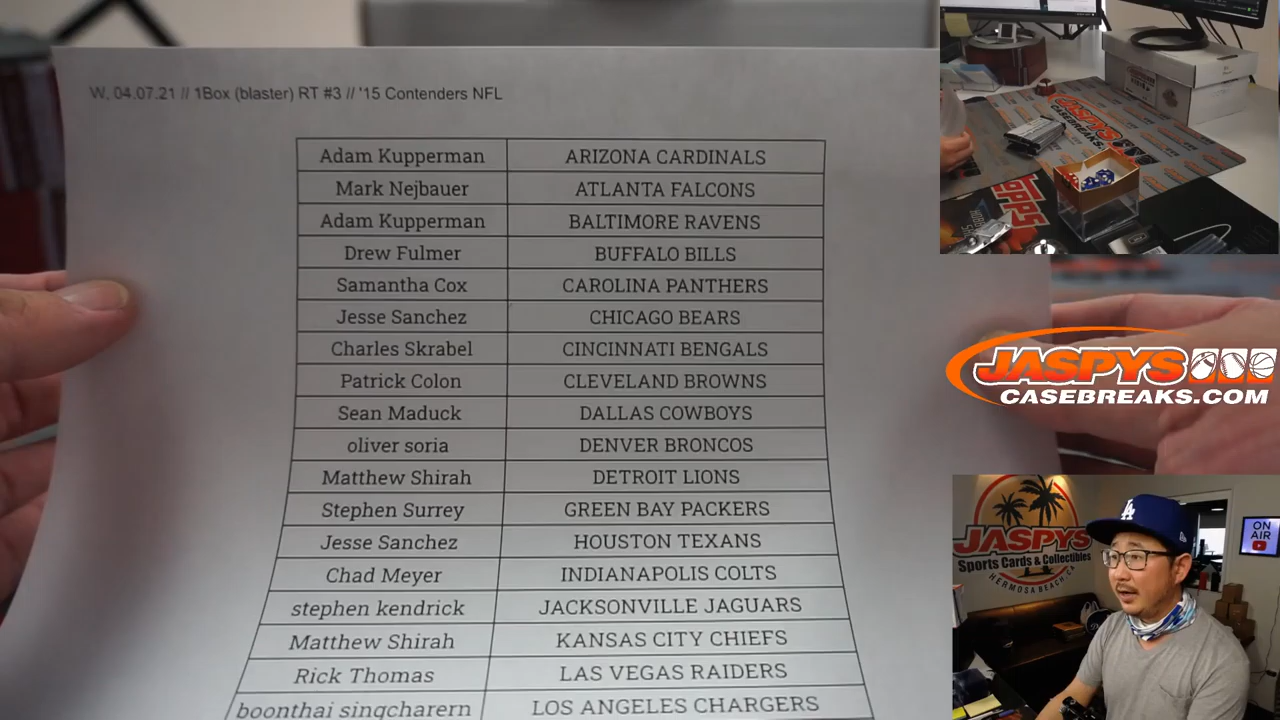 W, 04.07.21 // 1Box (blaster) RT #3 // '15 Contenders NFL
Adam Kupperman ARIZONA CARDINALS
Mark Nejbauer ATLANTA FALCONS
Adam Kupperman BALTIMORE RAVENS
Drew Fulmer BUFFALO BILLS
Samantha Cox CAROLINA PANTHERS
Jesse Sanchez CHICAGO BEARS
Charles Skrabel CINCINNATI BENGALS
Patrick Colon CLEVELAND BROWNS
Sean Maduck DALLAS COWBOYS
oliver soria DENVER BRONCOS
Matthew Shirah DETROIT LIONS
Stephen Surrey GREEN BAY PACKERS
Jesse Sanchez HOUSTON TEXANS
Chad Meyer INDIANAPOLIS COLTS
stephen kendrick JACKSONVILLE JAGUARS
Matthew Shirah KANSAS CITY CHIEFS
Rick Thomas LAS VEGAS RAIDERS
boonthai singcharern LOS ANGELES CHARGERS
JASPYS
CASEBREAKS.COM
TOPPS
JASPYS
Sports Cards & Collectibles
HERMOSA BEACH, CA
LA
ON
AIR